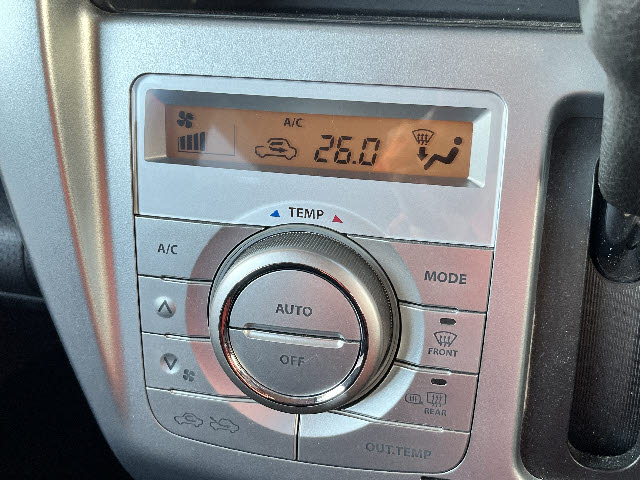 A/C
26.0
TEMP
A/C
MODE
AUTO
OFF
FRONT
REAR
OUT.TEMP